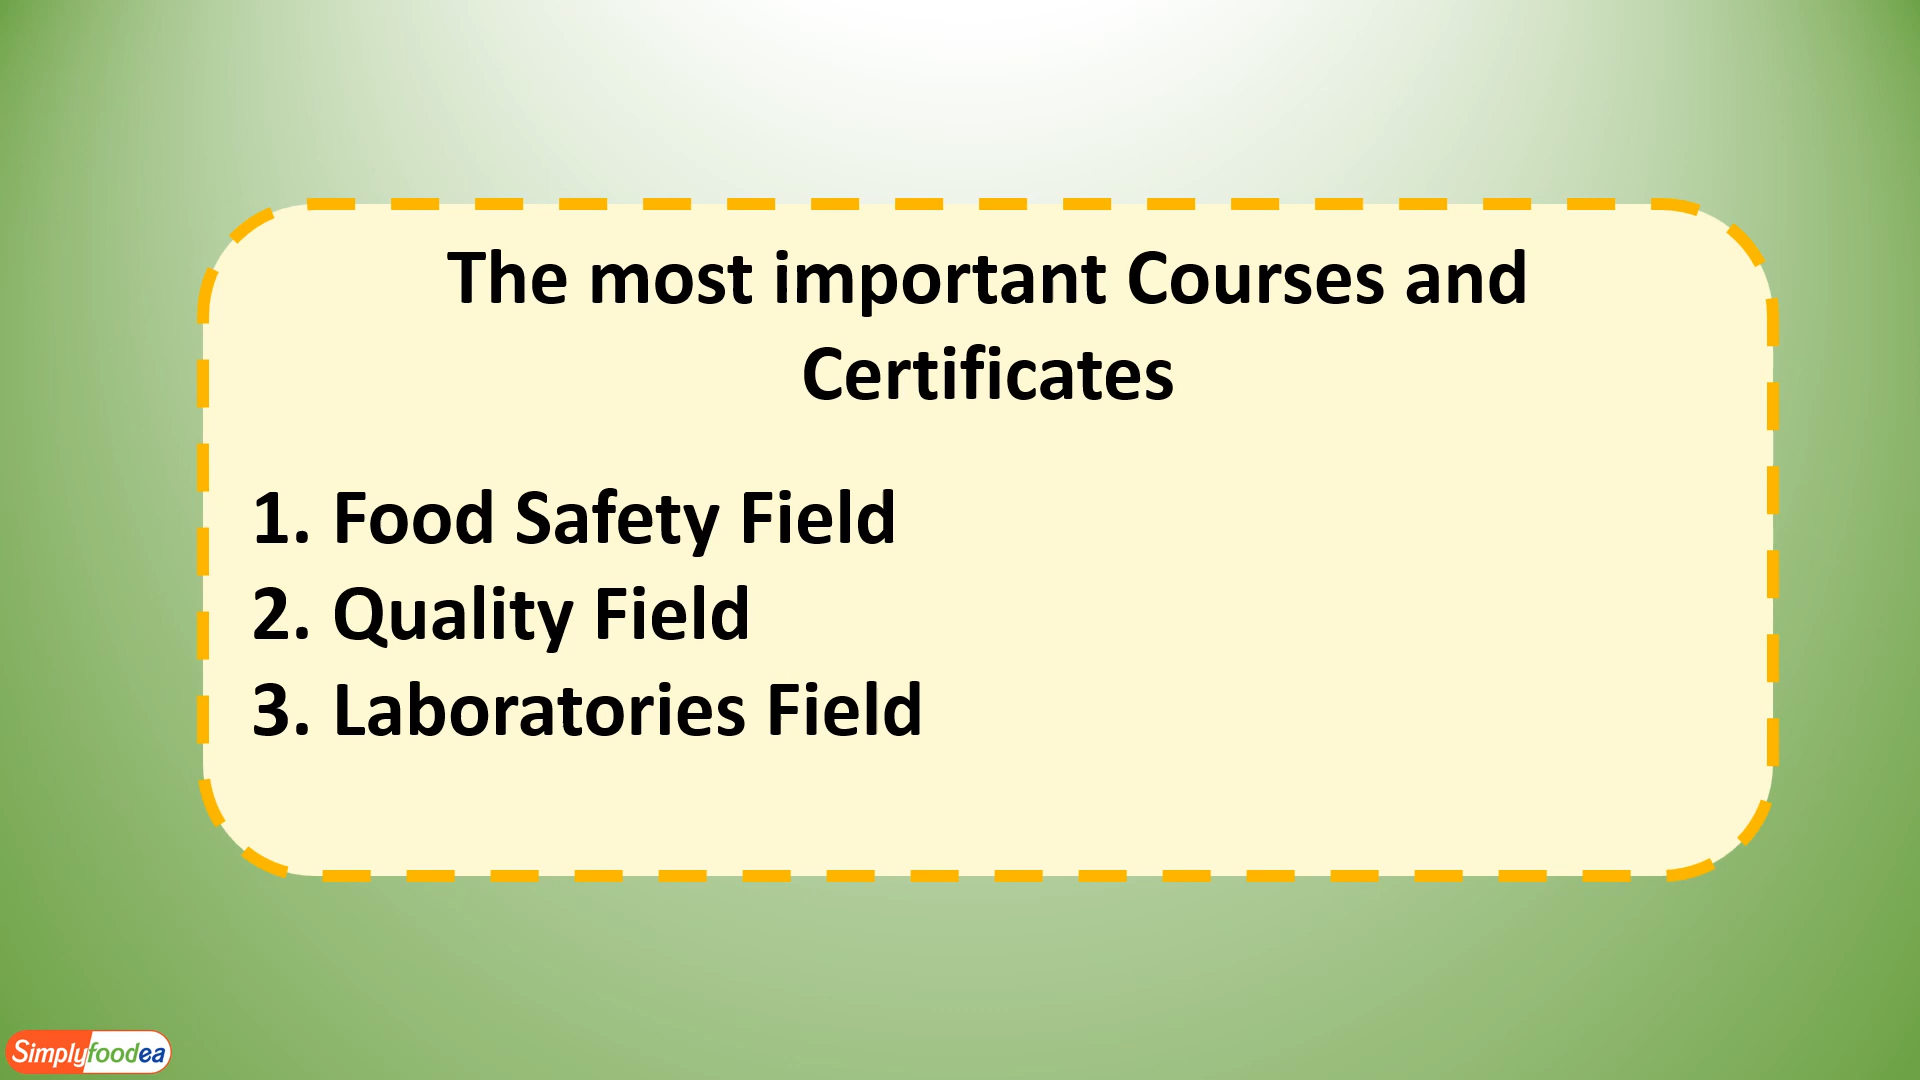 The most important Courses and
Certificates
1. Food Safety Field
2. Quality Field
3. Laboratories Field
Simplyfoodea